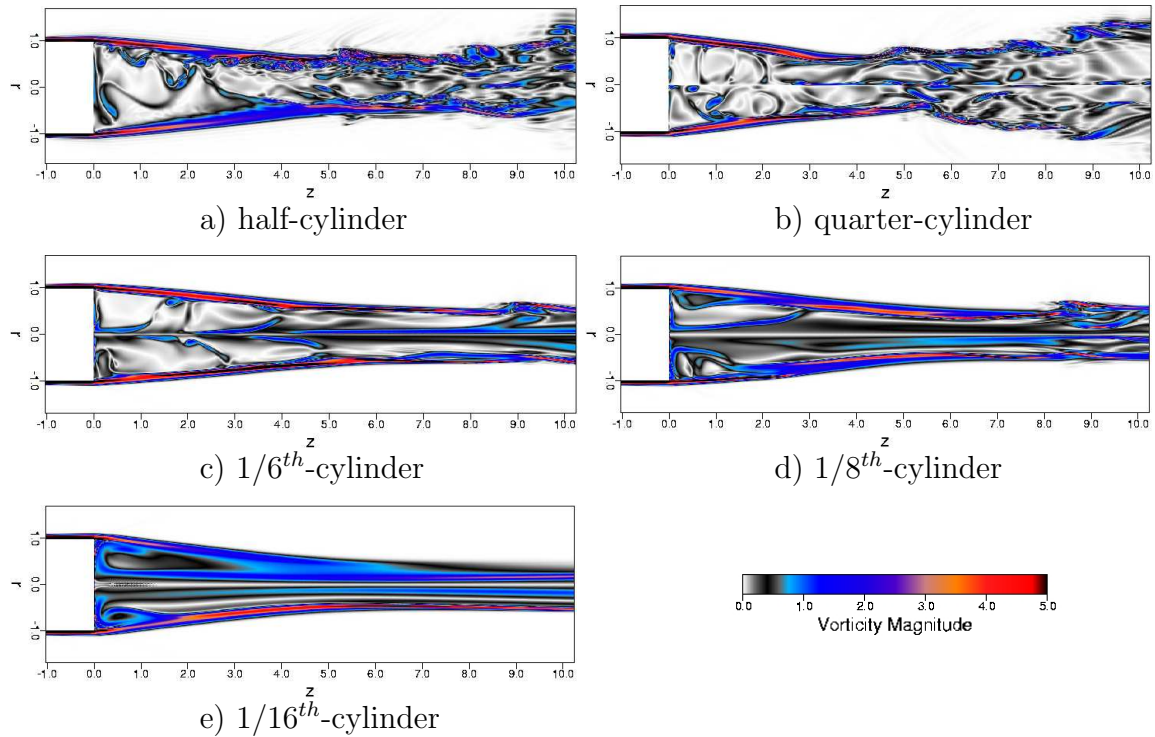 1.0
0.0
-1.0
r
-1.0 0.0 1.0 2.0 3.0 4.0 5.0 6.0 7.0 8.0 9.0 10.0
z
a) half-cylinder
1.0
0.0
-1.0
r
-1.0 0.0 1.0 2.0 3.0 4.0 5.0 6.0 7.0 8.0 9.0 10.0
z
b) quarter-cylinder
1.0
0.0
-1.0
r
-1.0 0.0 1.0 2.0 3.0 4.0 5.0 6.0 7.0 8.0 9.0 10.0
z
c) 1/6th-cylinder
1.0
0.0
-1.0
r
-1.0 0.0 1.0 2.0 3.0 4.0 5.0 6.0 7.0 8.0 9.0 10.0
z
d) 1/8th-cylinder
1.0
0.0
-1.0
r
-1.0 0.0 1.0 2.0 3.0 4.0 5.0 6.0 7.0 8.0 9.0 10.0
z
e) 1/16th-cylinder
0.0 1.0 2.0 3.0 4.0 5.0
Vorticity Magnitude